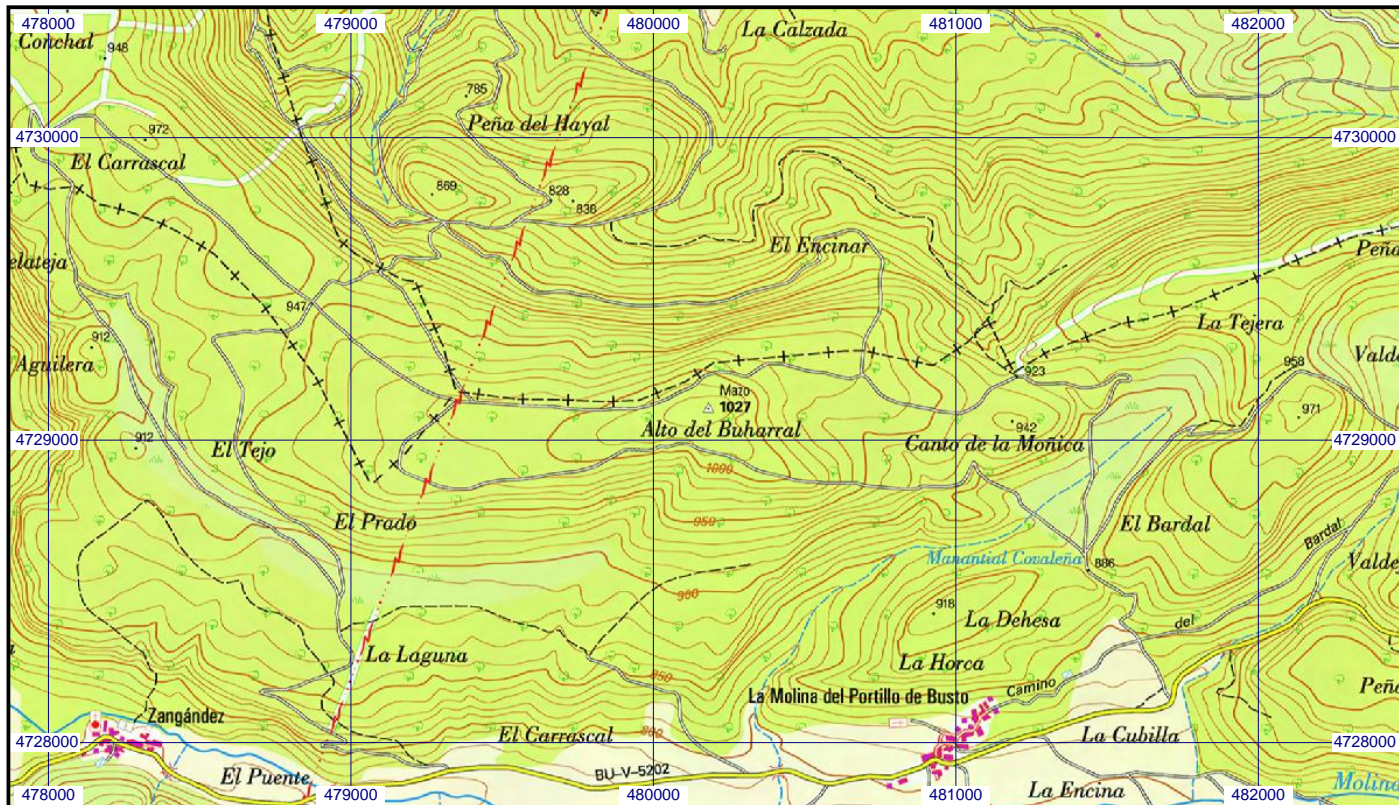 478000
479000
480000
481000
482000
Conchal
948
La Calzada
785
Peña del Hayal
4730000
972
4730000
El Carrascal
869
828
836
El Encinar
Peña
elateja
947
La Tejera
912
Aguilera
958
Valde
923
Mazo
1027
971
942
Alto del Buharral
4729000
912
El Tejo
Canto de la Moñica
4729000
1000
El Prado
950
El Bardal
Bardal
Manantial Covaleña
886
Valde
900
918
La Dehesa
del
La Laguna
La Horca
850
Camino
Peña
La Molina del Portillo de Busto
Zangández
800
4728000
El Carrascal
La Cubilla
4728000
El Puente
BU-V-5202
La Encina
Molina
478000
479000
480000
481000
482000